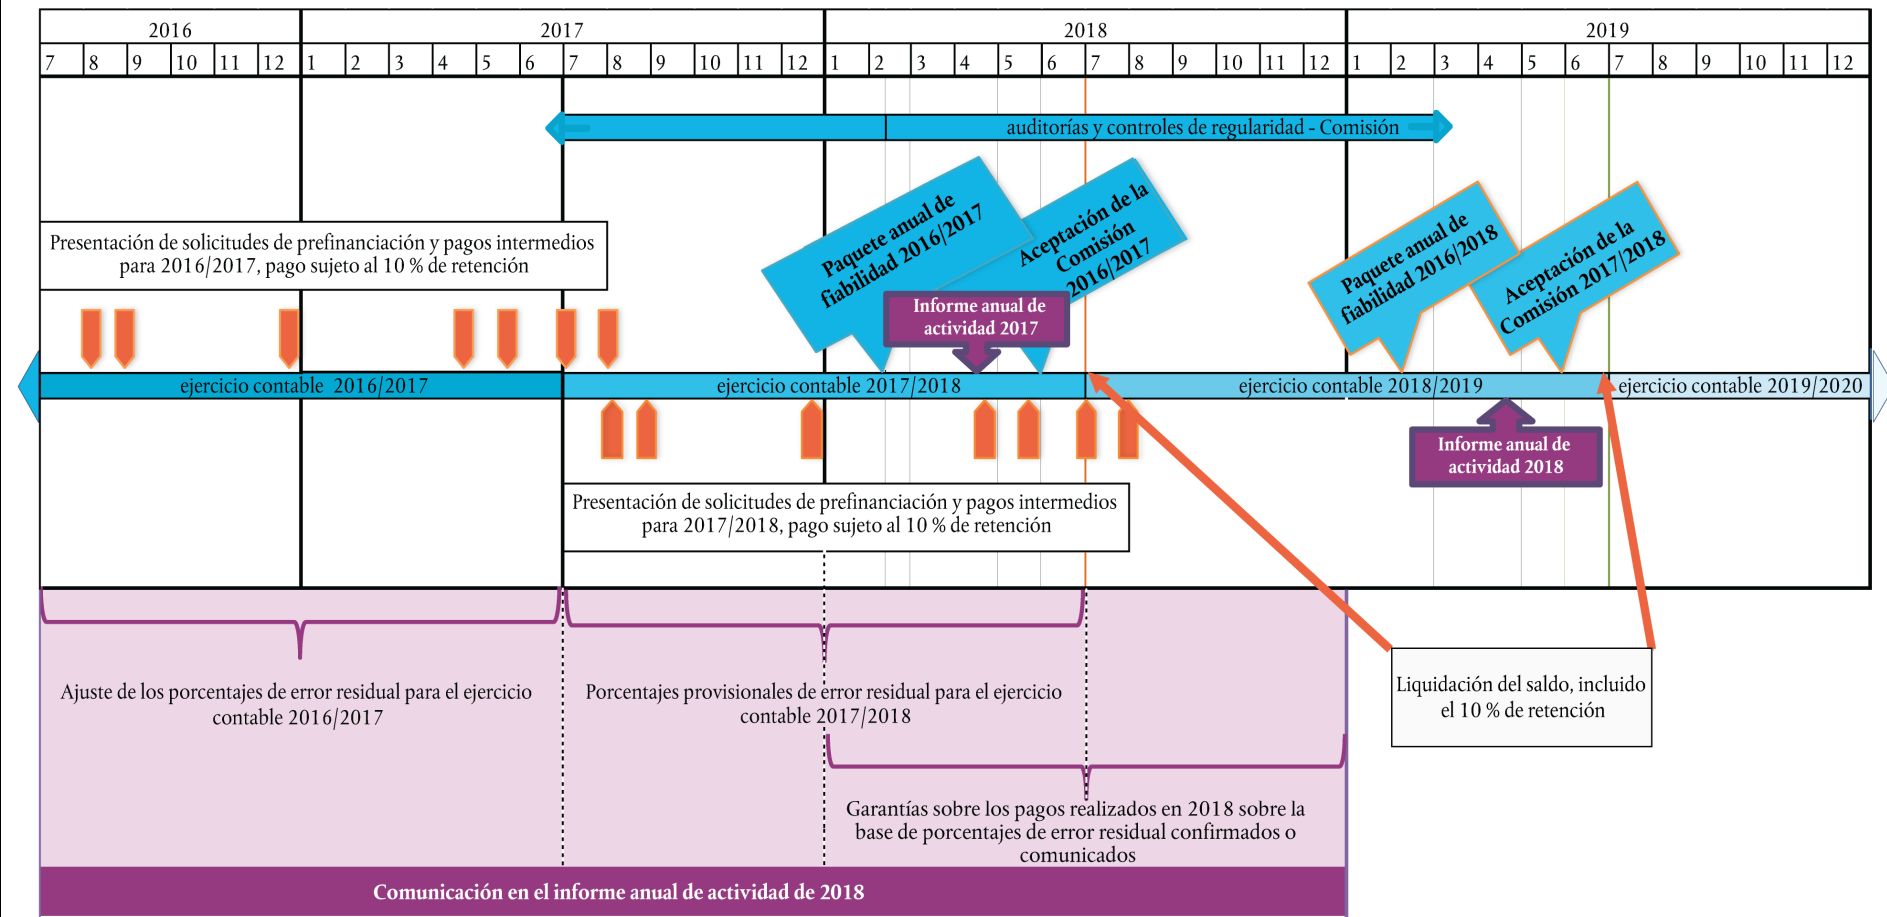 2016 2017 2018 2019
7 8 9 10 11 12 1 2 3 4 5 6 7 8 9 10 11 12 1 2 3 4 5 6 7 8 9 10 11 12 1 2 3 4 5 6 7 8 9 10 11 12
auditorías y controles de regularidad - Comisión
Presentación de solicitudes de prefinanciación y pagos intermedios
para 2016/2017, pago sujeto al 10 % de retención
Paquete anual de
fiabilidad 2016/2017
Aceptación de la
Comisión
2016/2017
Informe anual de
actividad 2017
Paquete anual de
fiabilidad 2016/2018
Aceptación de la
Comisión 2017/2018
ejercicio contable 2016/2017
ejercicio contable 2017/2018
ejercicio contable 2018/2019
ejercicio contable 2019/2020
Informe anual de
actividad 2018
Presentación de solicitudes de prefinanciación y pagos intermedios
para 2017/2018, pago sujeto al 10 % de retención
Ajuste de los porcentajes de error residual para el ejercicio
contable 2016/2017
Porcentajes provisionales de error residual para el ejercicio
contable 2017/2018
Liquidación del saldo, incluido
el 10 % de retención
Garantías sobre los pagos realizados en 2018 sobre la
base de porcentajes de error residual confirmados o
comunicados
Comunicación en el informe anual de actividad de 2018